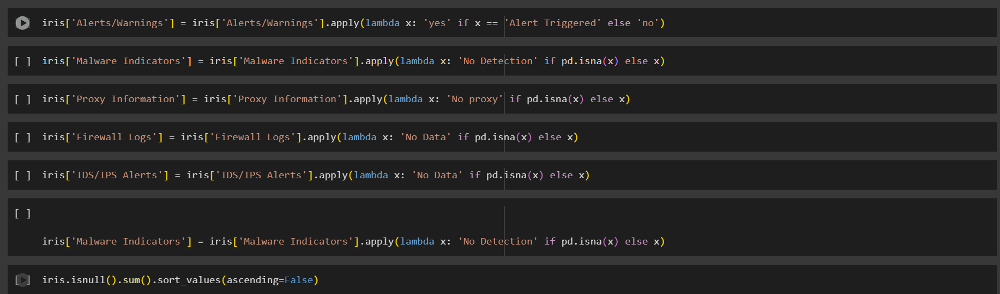 iris['Alerts/Warnings'] = iris['Alerts/Warnings'].apply(lambda x: 'yes' if x == 'Alert Triggered' else 'no')
[ ] iris['Malware Indicators'] = iris['Malware Indicators'].apply(lambda x: 'No Detection' if pd.isna(x) else x)
[ ] iris['Proxy Information'] = iris['Proxy Information'].apply(lambda x: 'No proxy' if pd.isna(x) else x)
[ ] iris['Firewall Logs'] = iris['Firewall Logs'].apply(lambda x: 'No Data' if pd.isna(x) else x)
[ ] iris['IDS/IPS Alerts'] = iris['IDS/IPS Alerts'].apply(lambda x: 'No Data' if pd.isna(x) else x)
[ ]
iris['Malware Indicators'] = iris['Malware Indicators'].apply(lambda x: 'No Detection' if pd.isna(x) else x)
[ ] iris.isnull().sum().sort_values(ascending=False)